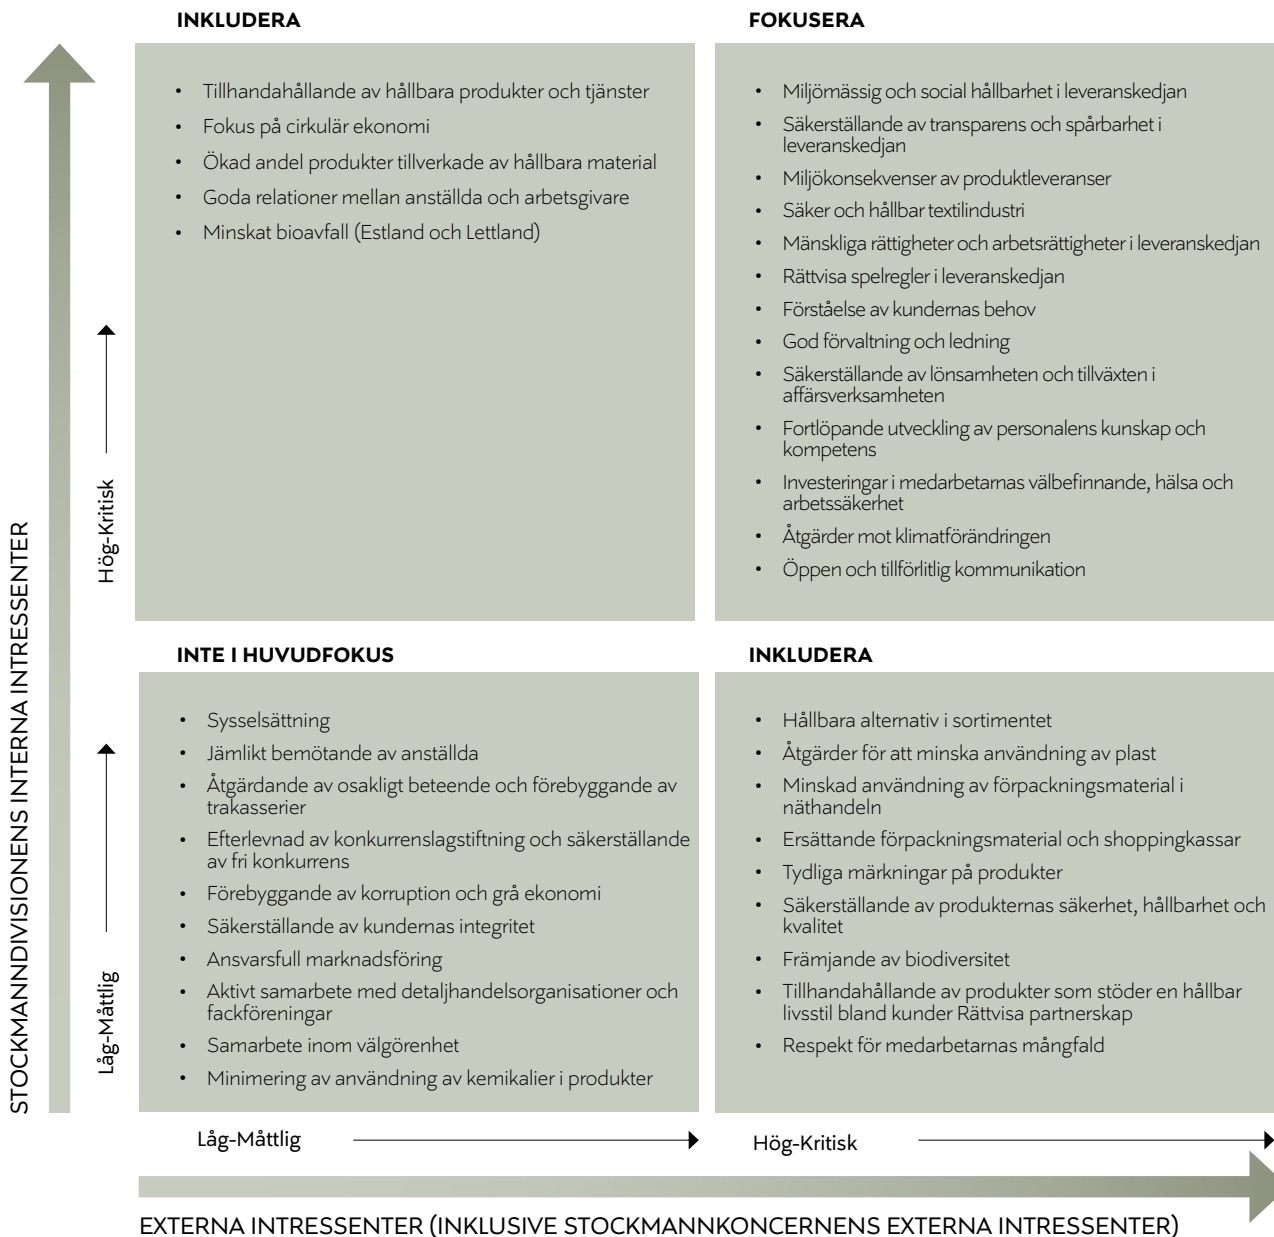 INKLUDERA
• Tillhandahållande av hållbara produkter och tjänster
• Fokus på cirkulär ekonomi
• Ökad andel produkter tillverkade av hållbara material
• Goda relationer mellan anställda och arbetsgivare
• Minskat bioavfall (Estland och Lettland)
FOKUSERA
• Miljömässig och social hållbarhet i leveranskedjan
• Säkerställande av transparens och spårbarhet i
leveranskedjan
• Miljökonsekvenser av produktleveranser
• Säker och hållbar textilindustri
• Mänskliga rättigheter och arbetsrättigheter i leveranskedjan
• Rättvisa spelregler i leveranskedjan
• Förståelse av kundernas behov
• God förvaltning och ledning
• Säkerställande av lönsamheten och tillväxten i
affärsverksamheten
• Fortlöpande utveckling av personalens kunskap och
kompetens
• Investeringar i medarbetarnas välbefinnande, hälsa och
arbetssäkerhet
• Åtgärder mot klimatförändringen
• Öppen och tillförlitlig kommunikation
INTE I HUVUDFOKUS
• Sysselsättning
• Jämlikt bemötande av anställda
• Åtgärdande av osakligt beteende och förebyggande av
trakasserier
• Efterlevnad av konkurrenslagstiftning och säkerställande
av fri konkurrens
• Förebyggande av korruption och grå ekonomi
• Säkerställande av kundernas integritet
• Ansvarsfull marknadsföring
• Aktivt samarbete med detaljhandelsorganisationer och
fackföreningar
• Samarbete inom välgörenhet
• Minimering av användning av kemikalier i produkter
INKLUDERA
• Hållbara alternativ i sortimentet
• Åtgärder för att minska användning av plast
• Minskad användning av förpackningsmaterial i
näthandeln
• Ersättande förpackningsmaterial och shoppingkassar
• Tydliga märkningar på produkter
• Säkerställande av produkternas säkerhet, hållbarhet och
kvalitet
• Främjande av biodiversitet
• Tillhandahållande av produkter som stöder en hållbar
livsstil bland kunder Rättvisa partnerskap
• Respekt för medarbetarnas mångfald
STOCKMANNDIVISIONENS INTERNA INTRESSENTER
Hög-Kritisk
Låg-Måttlig
Låg-Måttlig
Hög-Kritisk
EXTERNA INTRESSENTER (INKLUSIVE STOCKMANNKONCERNENS EXTERNA INTRESSENTER)